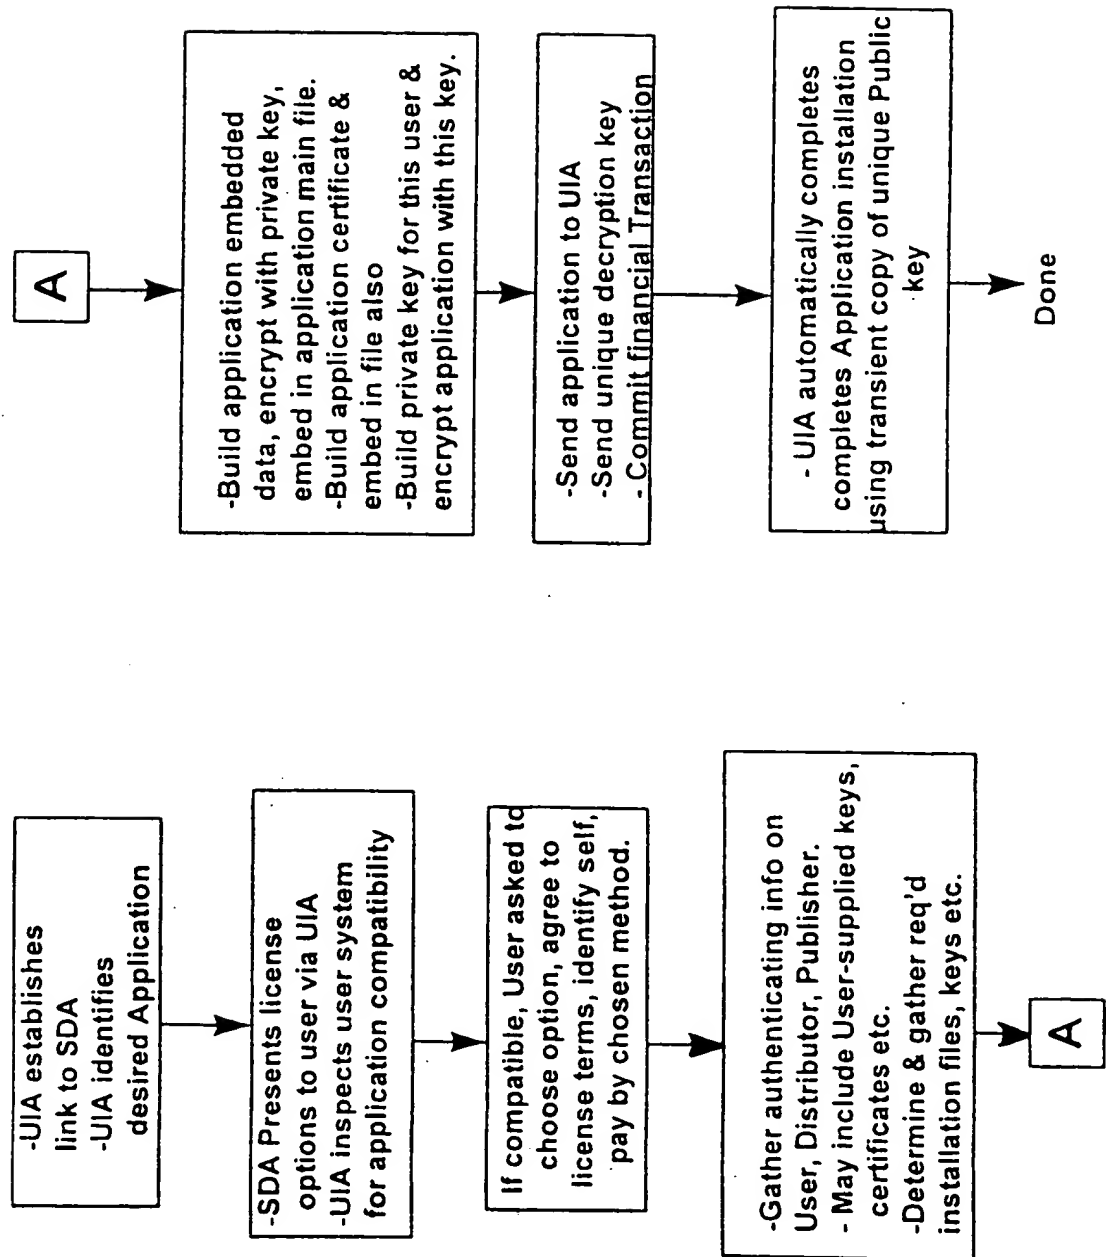 -UIA establishes
link to SDA
-UIA identifies
desired Application
-SDA Presents license
options to user via UIA
-UIA inspects user system
for application compatibility
If compatible, User asked to
choose option, agree to
license terms, identify self,
pay by chosen method.
-Gather authenticating info on
User, Distributor, Publisher.
- May include User-supplied keys,
certificates etc.
-Determine & gather req'd
installation files, keys etc.
A
A
-Build application embedded
data, encrypt with private key,
embed in application main file.
-Build application certificate &
embed in file also
-Build private key for this user &
encrypt application with this key.
-Send application to UIA
-Send unique decryption key
- Commit financial Transaction
- UIA automatically completes
completes Application installation
using transient copy of unique Public
key
Done